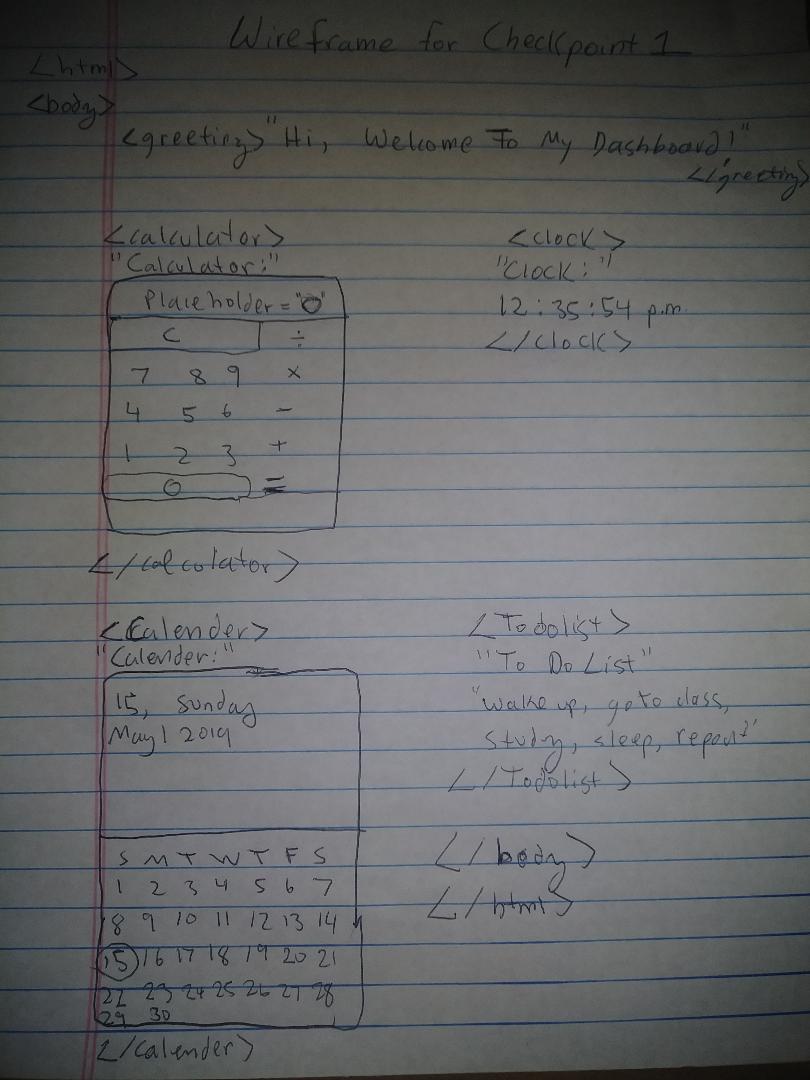 Wireframe for Checkpoint 1
<html>
<body>
<greeting> "Hi, Welcome To My Dashboard!"
</greeting>
<calculator>
"Calculator:"
Placeholder = "0"
C ÷
7 8 9 ×
4 5 6 -
1 2 3 +
0 =
</calculator>
<clock>
"Clock:"
12:35:54 p.m.
</clock>
<Calender>
"Calender:"
15, Sunday
May 1 2019
S M T W T F S
1 2 3 4 5 6 7
8 9 10 11 12 13 14
15 16 17 18 19 20 21
22 23 24 25 26 27 28
29 30
</calender>
<Todolist>
"To Do List"
"wake up, go to class,
study, sleep, repeat"
</Todolist>
</body>
</html>